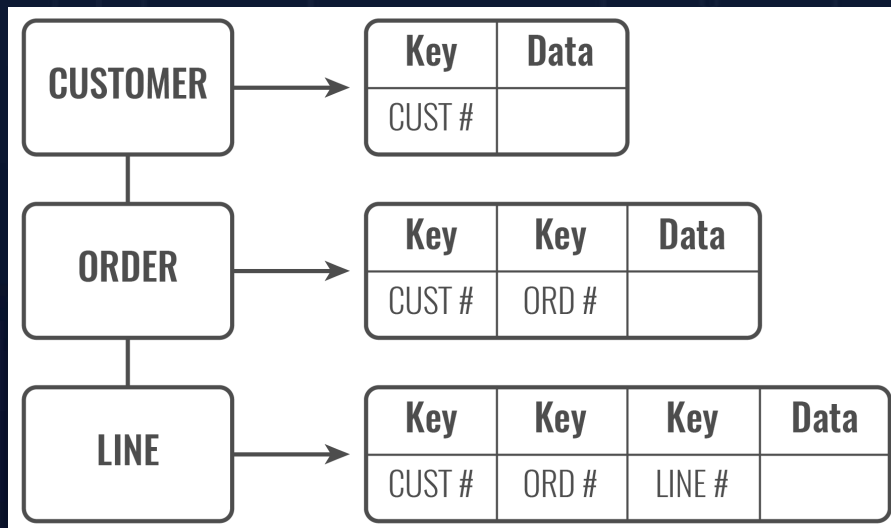 CUSTOMER
Key Data
CUST #
ORDER
Key Key Data
CUST # ORD #
LINE
Key Key Key Data
CUST # ORD # LINE #